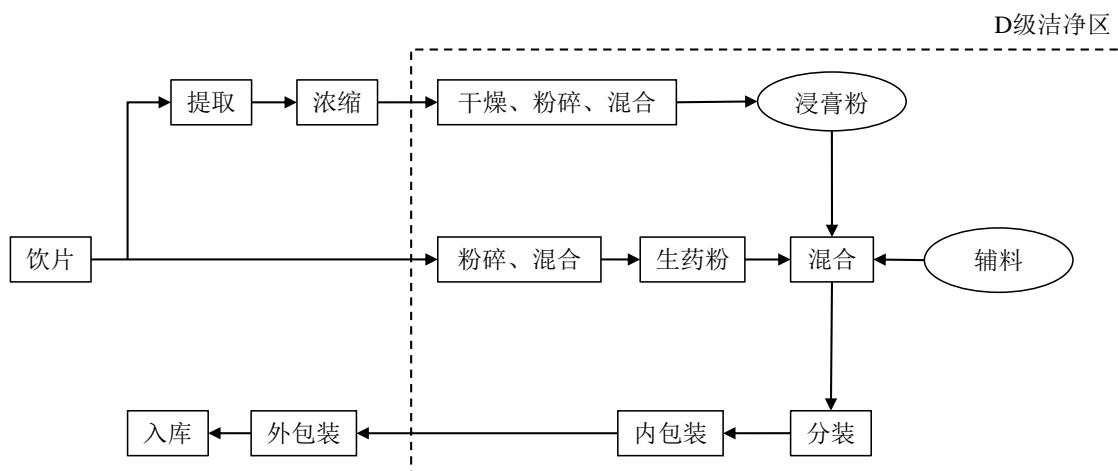 D级洁净区
提取
浓缩
干燥、粉碎、混合
浸膏粉
饮片
粉碎、混合
生药粉
混合
辅料
入库
外包装
内包装
分装